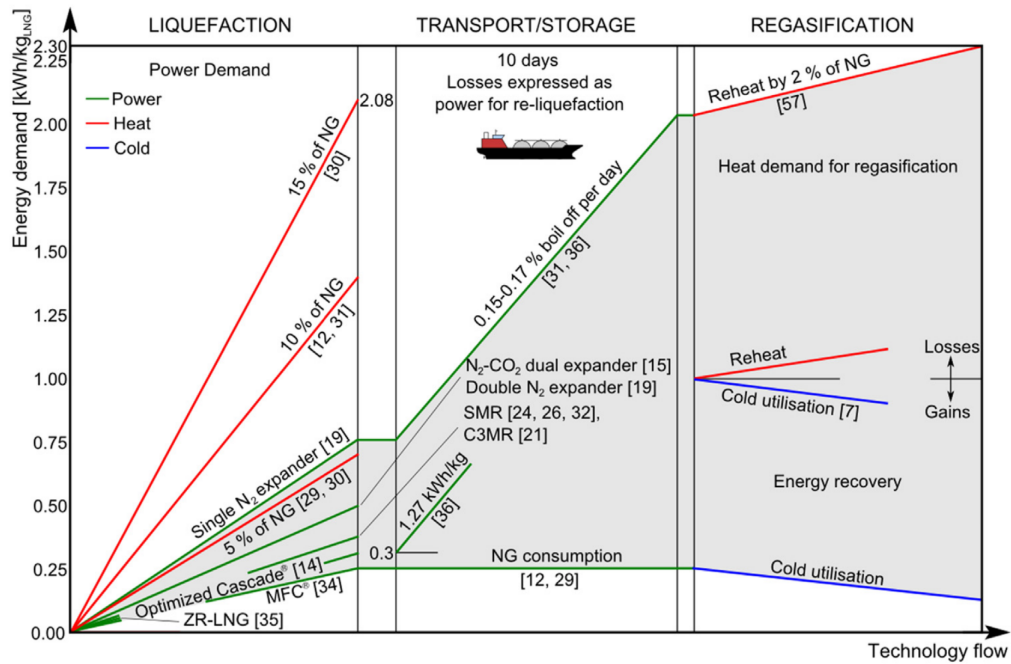 LIQUEFACTION
TRANSPORT/STORAGE
REGASIFICATION
Energy demand [kWh/kg_LNG]
2.30
2.25
2.00
1.75
1.50
1.25
1.00
0.75
0.50
0.25
0.00
Power Demand
Power
Heat
Cold
2.08
15 % of NG
[30]
10 % of NG
[12, 31]
Single N₂ expander [19]
5 % of NG [29, 30]
Optimized Cascade® [14]
MFC® [34]
ZR-LNG [35]
10 days
Losses expressed as
power for re-liquefaction
0.15-0.17 % boil off per day
[31, 36]
N₂-CO₂ dual expander [15]
Double N₂ expander [19]
SMR [24, 26, 32],
C3MR [21]
1.27 kWh/kg
[36]
0.3
NG consumption
[12, 29]
Reheat by 2 % of NG
[57]
Heat demand for regasification
Reheat
Losses
Cold utilisation [7]
Gains
Energy recovery
Cold utilisation
Technology flow